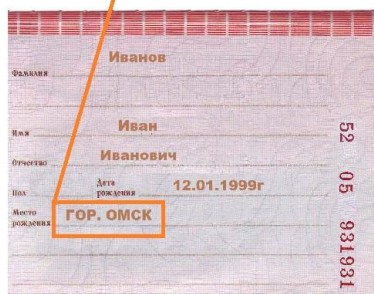 Иванов
Фамилия
Имя Иван
Отчество Иванович
Пол Дата рождения 12.01.1999г
Место рождения ГОР. ОМСК
52 05 931931